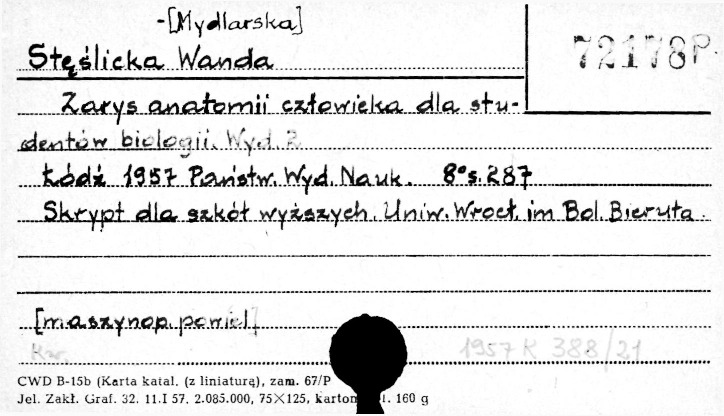 -[Mydlarska]
Stęślicka Wanda
72178 P.
Zarys anatomii człowieka dla stu-
dentów biologii. Wyd. 2
Łódź 1957 Państw. Wyd. Nauk. 8° s. 287
Skrypt dla szkół wyższych. Uniw. Wrocł. im Bol. Bieruta.
[maszynop. powiel]
1957 K 388/21
CWD B-15b (Karta katal. (z liniaturą), zam. 67/P
Jel. Zakł. Graf. 32. 11.I 57. 2.085.000, 75×125, karton 160 g